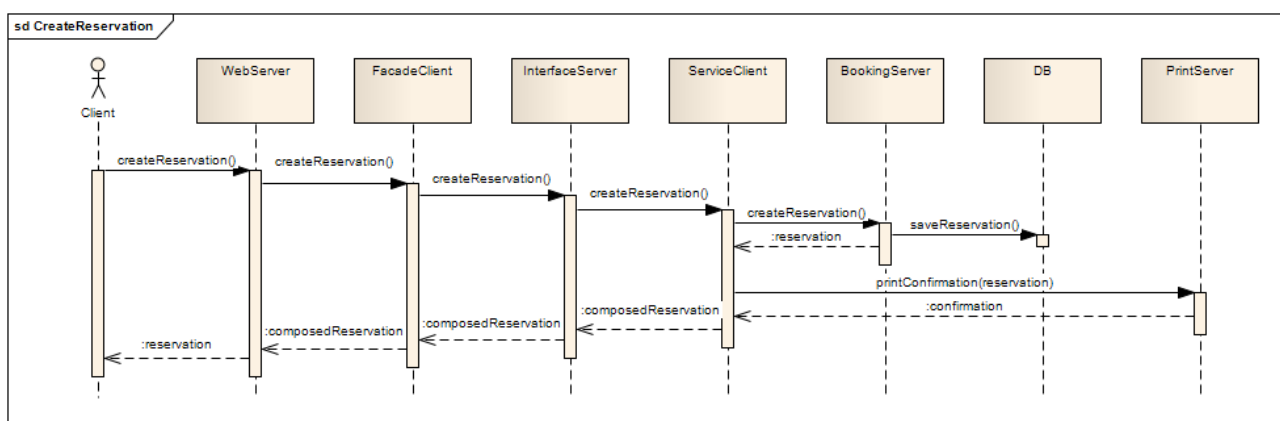 sd CreateReservation
WebServer
FacadeClient
InterfaceServer
ServiceClient
BookingServer
DB
PrintServer
Client
createReservation()
createReservation()
createReservation()
createReservation()
createReservation()
saveReservation()
:reservation
printConfirmation(reservation)
:confirmation
:composedReservation
:composedReservation
:composedReservation
:reservation